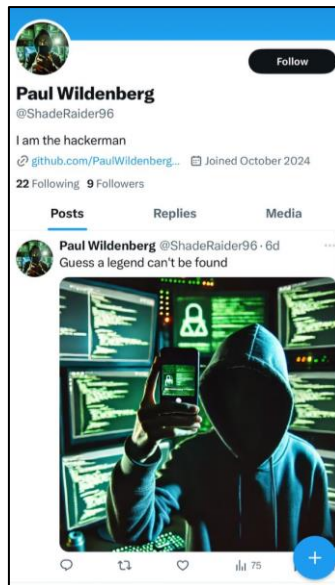 Follow
Paul Wildenberg
@ShadeRaider96
I am the hackerman
github.com/PaulWildenberg... Joined October 2024
22 Following 9 Followers
Posts Replies Media
Paul Wildenberg @ShadeRaider96 · 6d ...
Guess a legend can't be found
75